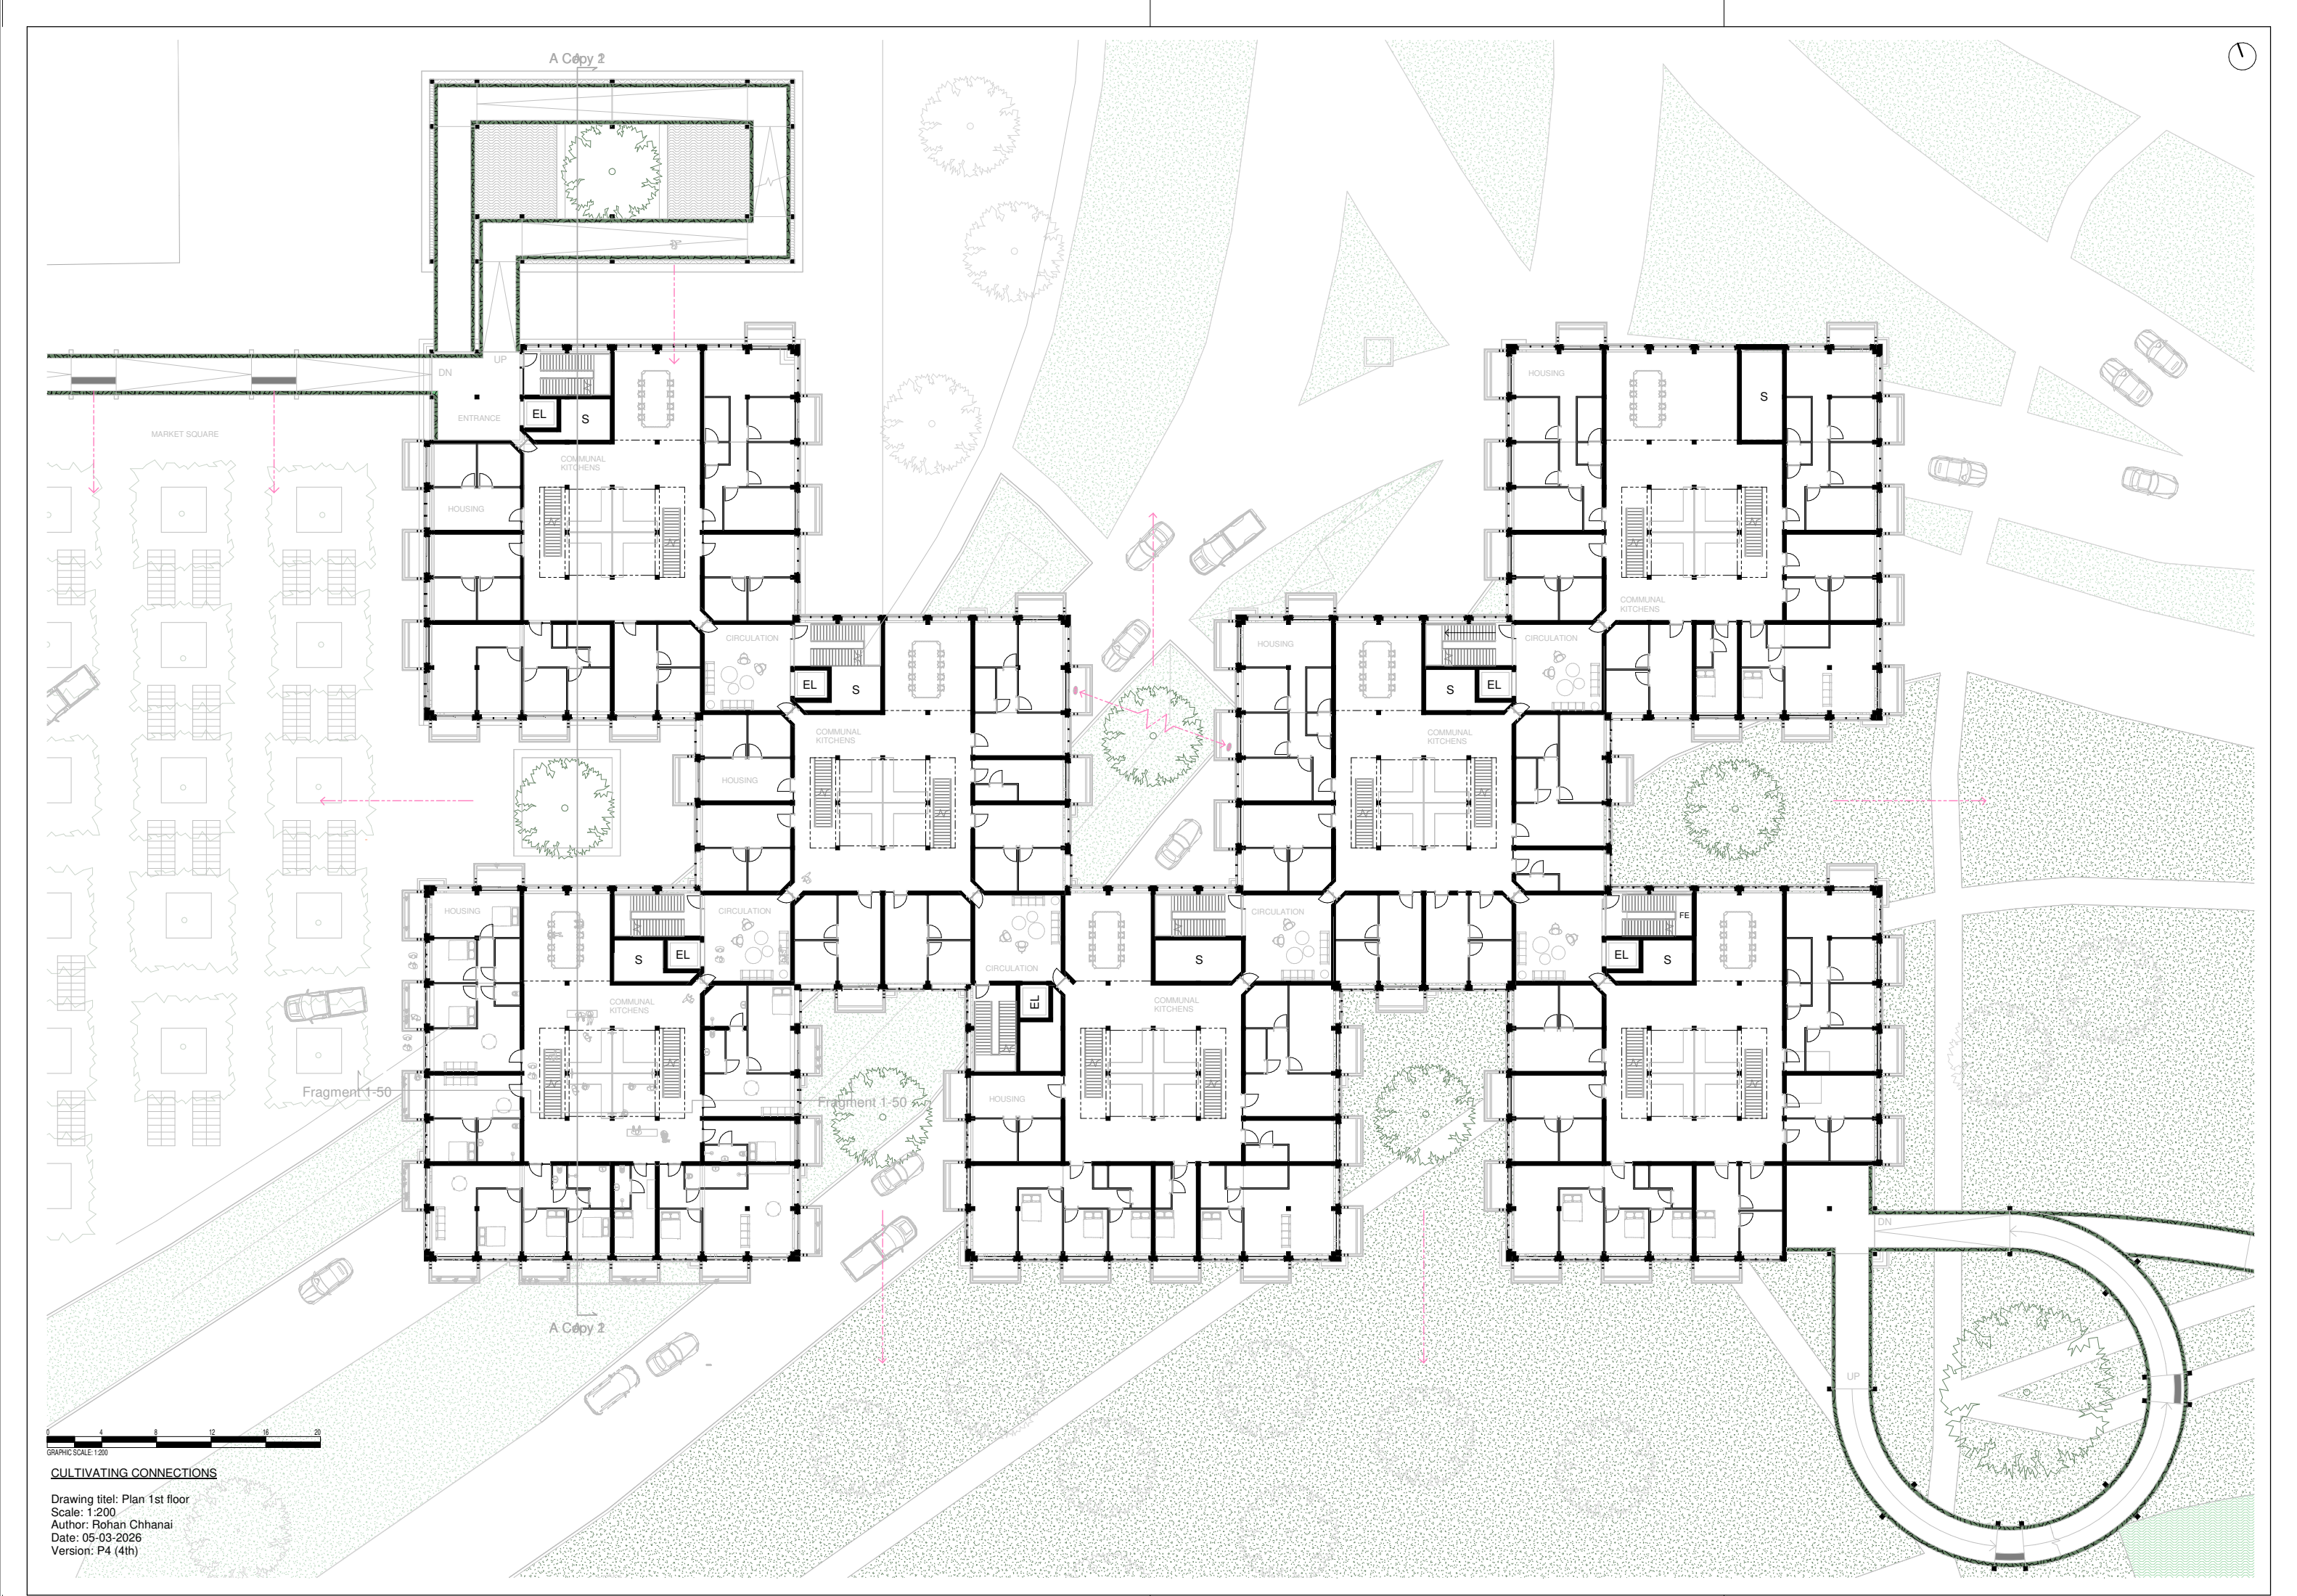 A Copy 2
UP
DN
ENTRANCE
EL
S
MARKET SQUARE
COMMUNAL
KITCHENS
HOUSING
HOUSING
S
COMMUNAL
KITCHENS
CIRCULATION
EL
S
COMMUNAL
KITCHENS
HOUSING
HOUSING
CIRCULATION
S
EL
COMMUNAL
KITCHENS
HOUSING
CIRCULATION
S
EL
COMMUNAL
KITCHENS
CIRCULATION
EL
S
COMMUNAL
KITCHENS
HOUSING
CIRCULATION
FE
EL
S
Fragment 1-50
Fragment 1-50
DN
UP
A Copy 2
0 4 8 12 16 20
GRAPHIC SCALE: 1:200
CULTIVATING CONNECTIONS
Drawing titel: Plan 1st floor
Scale: 1:200
Author: Rohan Chhanai
Date: 05-03-2026
Version: P4 (4th)